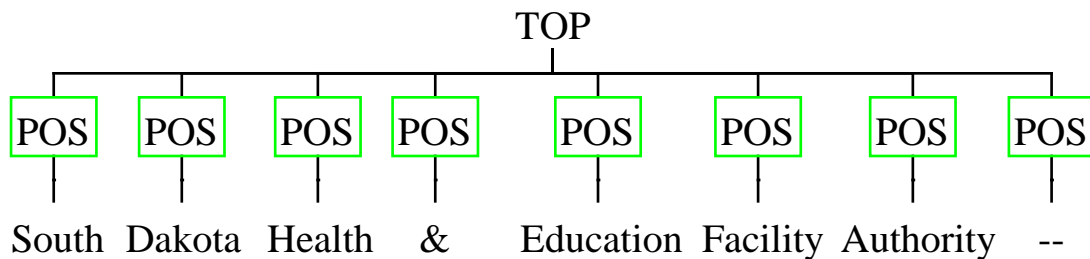 TOP
POS POS POS POS POS POS POS POS
South Dakota Health & Education Facility Authority --